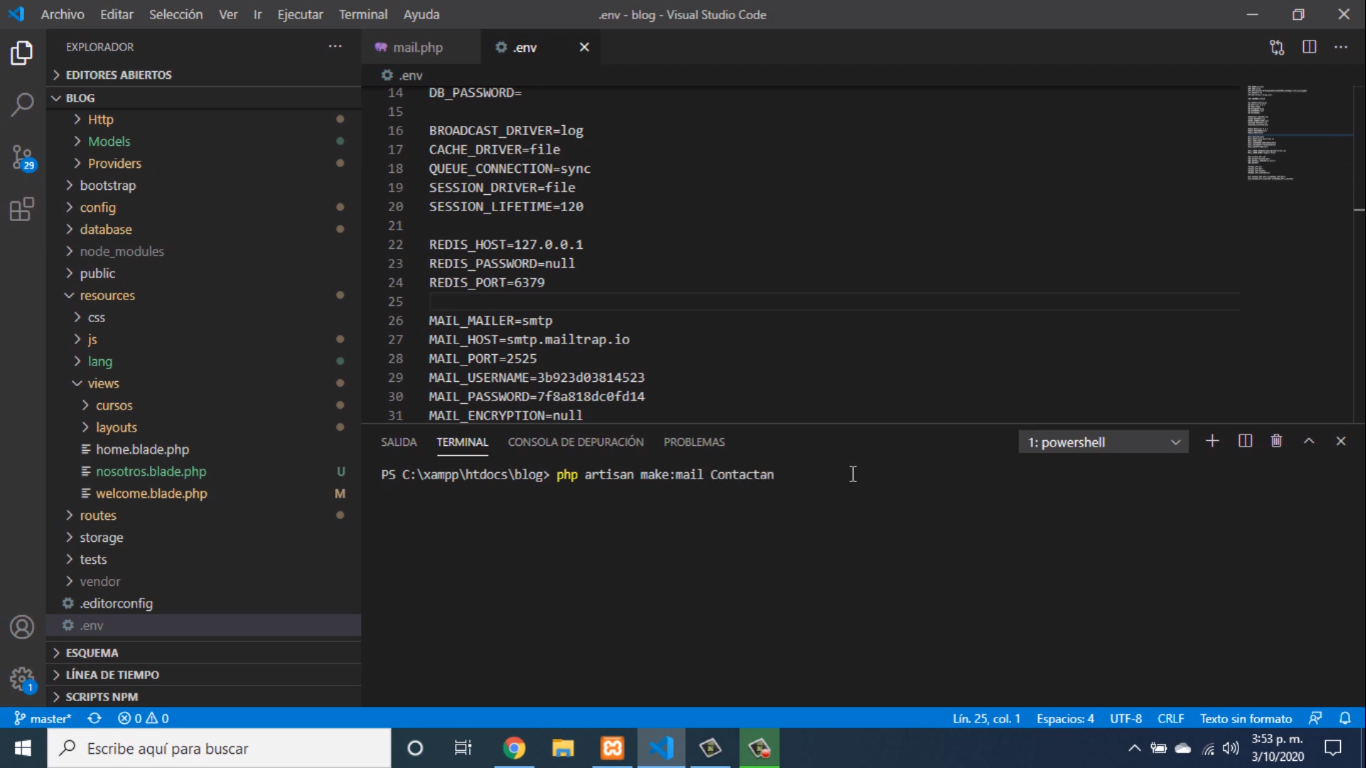 Archivo Editar Selección Ver Ir Ejecutar Terminal Ayuda .env - blog - Visual Studio Code
EXPLORADOR
EDITORES ABIERTOS
BLOG
Http
Models
Providers
bootstrap
config
database
node_modules
public
resources
css
js
lang
views
cursos
layouts
home.blade.php
nosotros.blade.php U
welcome.blade.php M
routes
storage
tests
vendor
.editorconfig
.env
ESQUEMA
LÍNEA DE TIEMPO
SCRIPTS NPM
29
1
mail.php .env
.env
14 DB_PASSWORD=
15
16 BROADCAST_DRIVER=log
17 CACHE_DRIVER=file
18 QUEUE_CONNECTION=sync
19 SESSION_DRIVER=file
20 SESSION_LIFETIME=120
21
22 REDIS_HOST=127.0.0.1
23 REDIS_PASSWORD=null
24 REDIS_PORT=6379
25
26 MAIL_MAILER=smtp
27 MAIL_HOST=smtp.mailtrap.io
28 MAIL_PORT=2525
29 MAIL_USERNAME=3b923d03814523
30 MAIL_PASSWORD=7f8a818dc0fd14
31 MAIL_ENCRYPTION=null
SALIDA TERMINAL CONSOLA DE DEPURACIÓN PROBLEMAS 1: powershell
PS C:\xampp\htdocs\blog> php artisan make:mail Contactan
master* 0 0 Lín. 25, col. 1 Espacios: 4 UTF-8 CRLF Texto sin formato
Escribe aquí para buscar
3:53 p. m.
3/10/2020